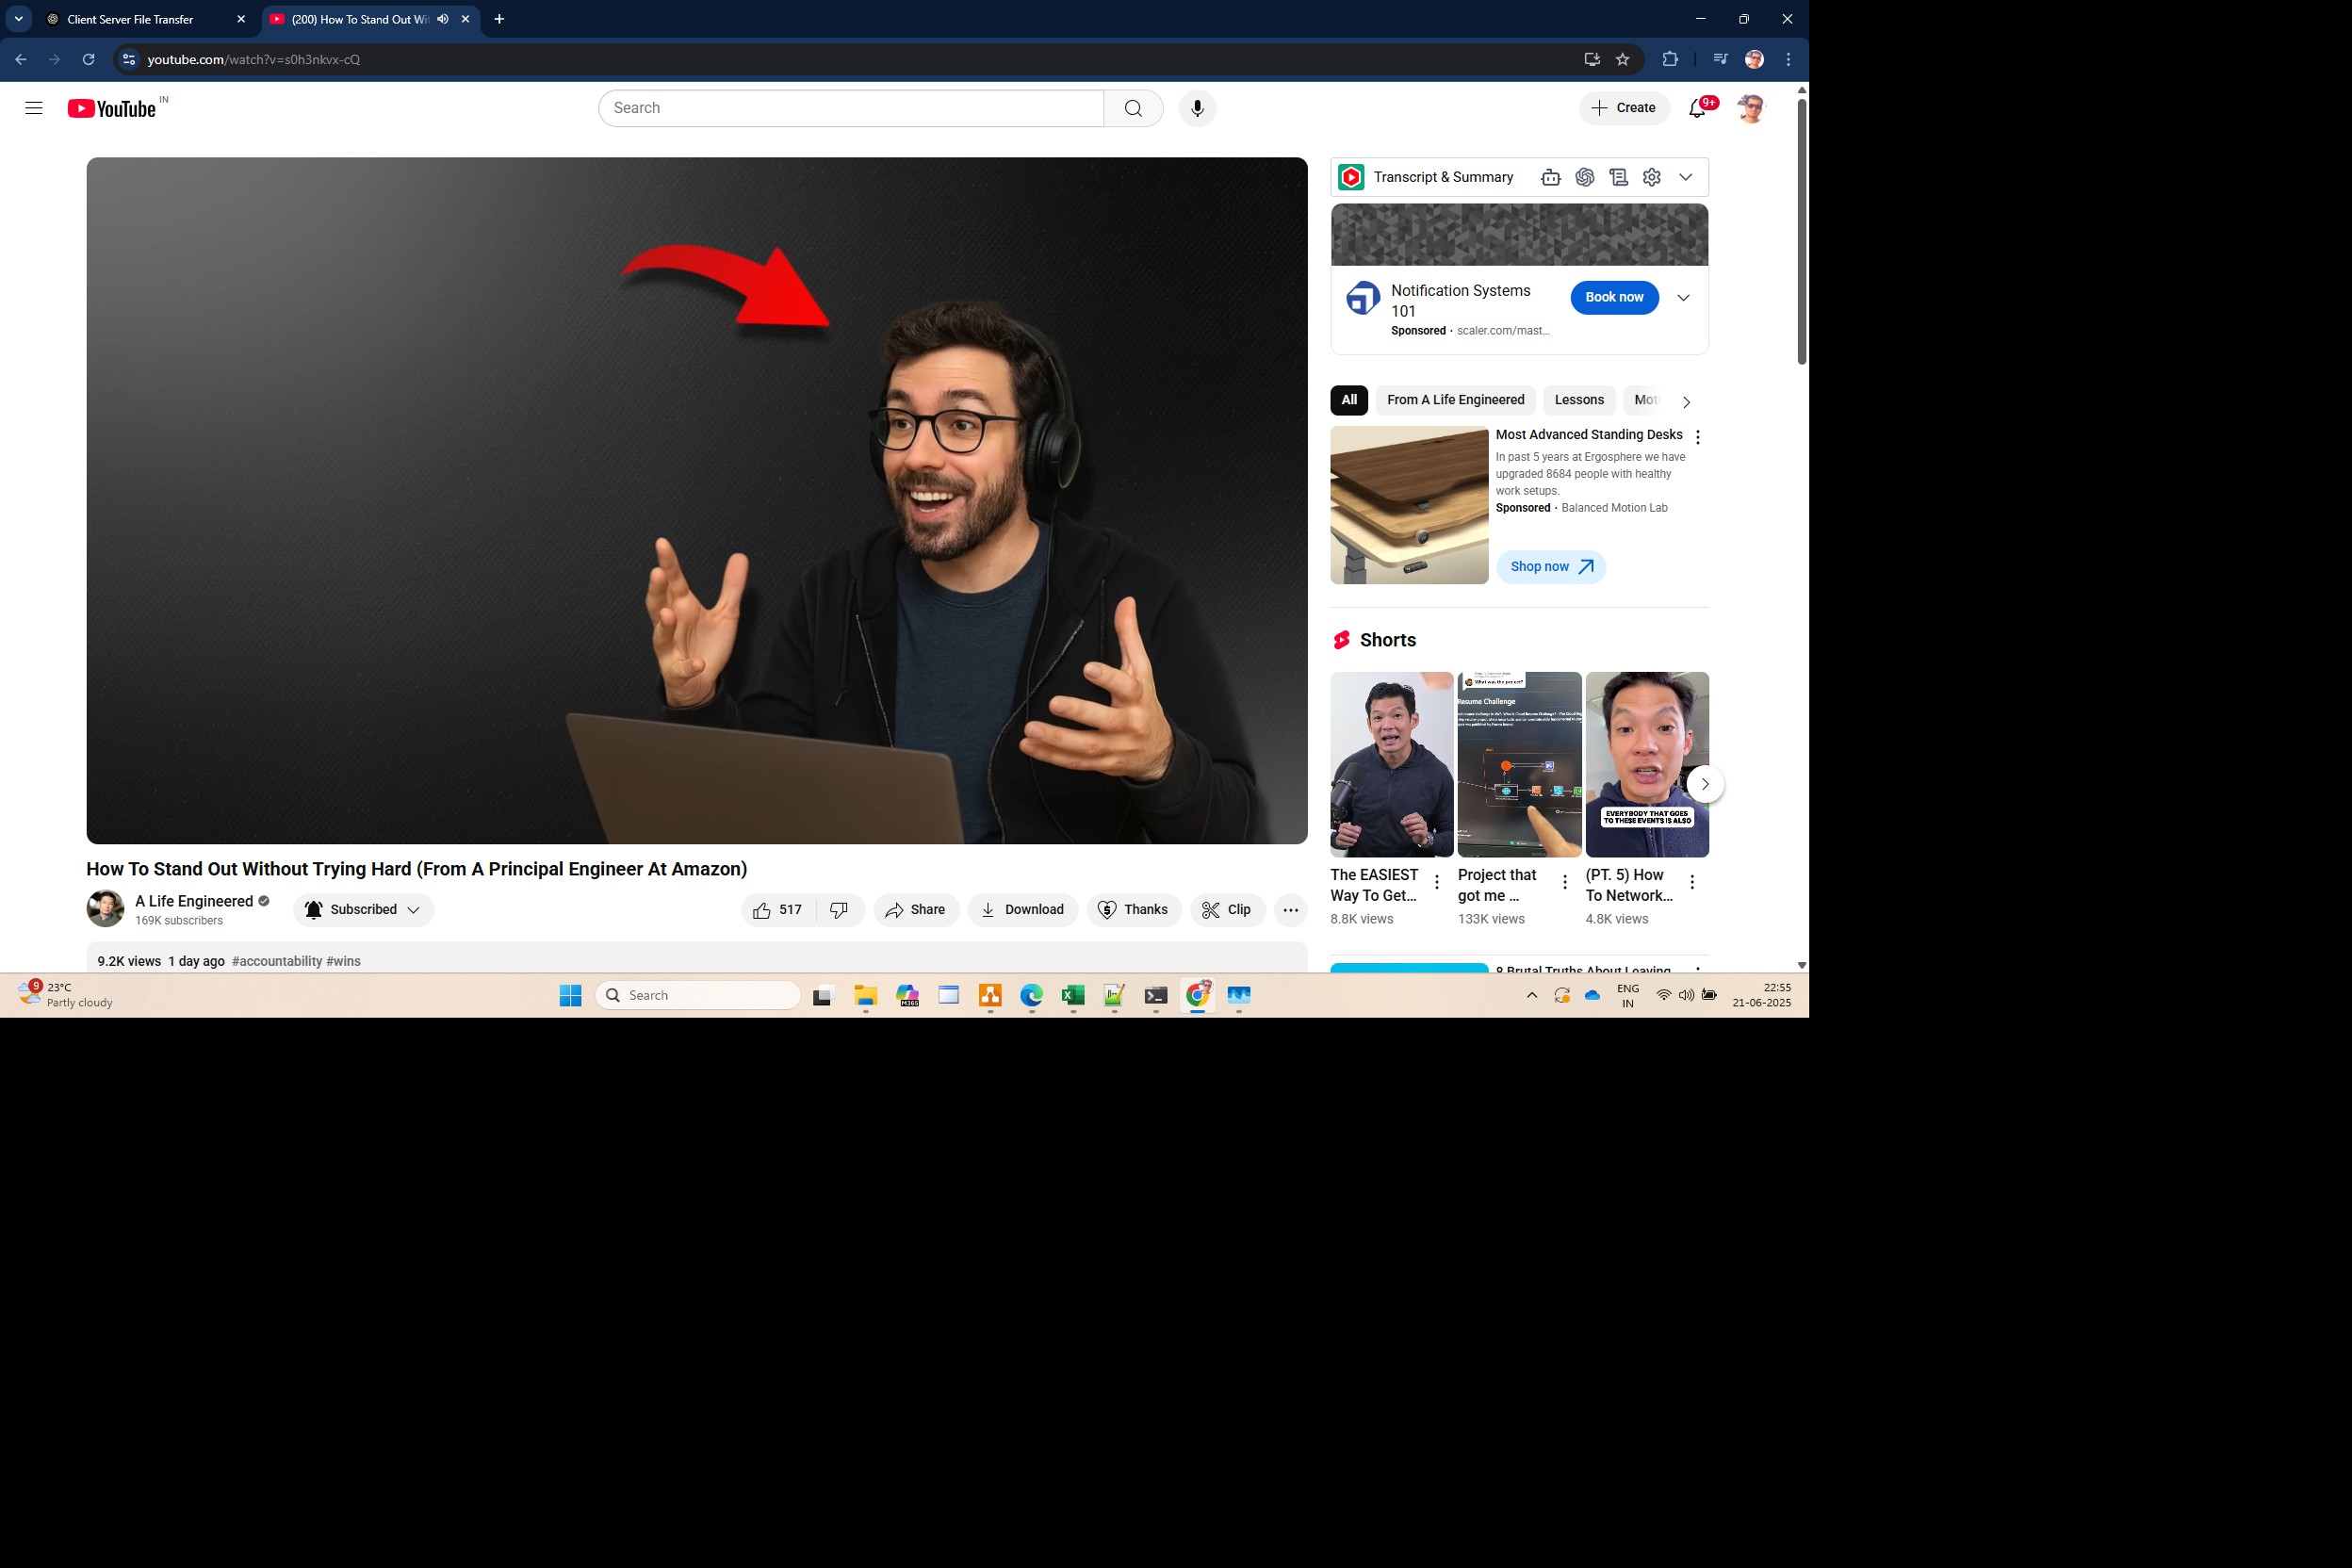 Client Server File Transfer
(200) How To Stand Out Wi
youtube.com/watch?v=s0h3nkvx-cQ
YouTube IN
Search
Create
9+
Transcript & Summary
Notification Systems
101
Sponsored · scaler.com/mast...
Book now
All
From A Life Engineered
Lessons
Mot
Most Advanced Standing Desks
In past 5 years at Ergosphere we have
upgraded 8684 people with healthy
work setups.
Sponsored · Balanced Motion Lab
Shop now
Shorts
What was the project?
Resume Challenge
EVERYBODY THAT GOES
TO THESE EVENTS IS ALSO
The EASIEST
Way To Get...
8.8K views
Project that
got me ...
133K views
(PT. 5) How
To Network...
4.8K views
8 Brutal Truths About Leaving
How To Stand Out Without Trying Hard (From A Principal Engineer At Amazon)
A Life Engineered
169K subscribers
Subscribed
517
Share
Download
Thanks
Clip
9.2K views 1 day ago #accountability #wins
9
23°C
Partly cloudy
Search
M365
ENG
IN
22:55
21-06-2025